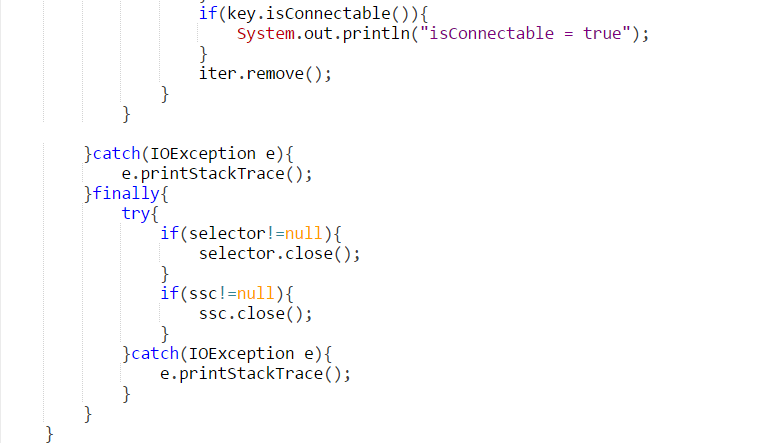 if(key.isConnectable()){
System.out.println("isConnectable = true");
}
iter.remove();
}
}
}catch(IOException e){
e.printStackTrace();
}finally{
try{
if(selector!=null){
selector.close();
}
if(ssc!=null){
ssc.close();
}
}catch(IOException e){
e.printStackTrace();
}
}
}